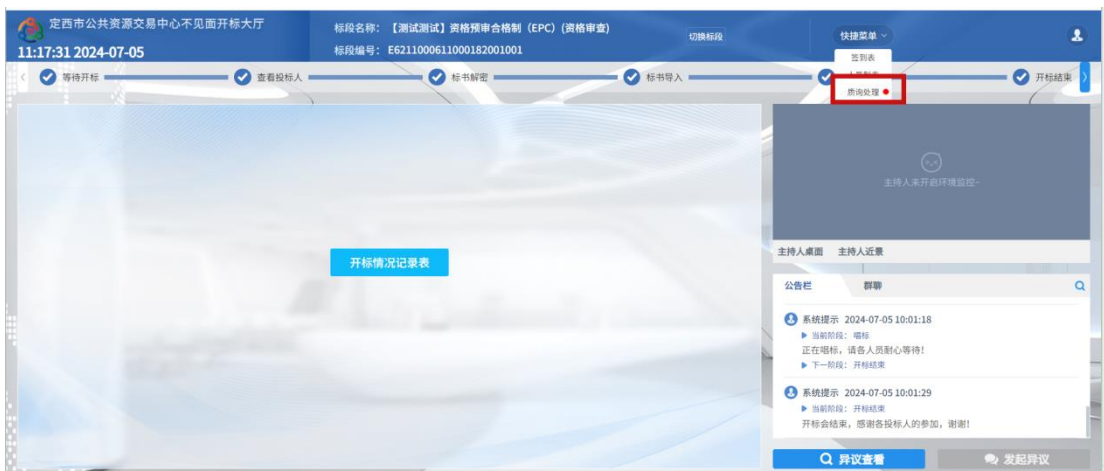 定西市公共资源交易中心不见面开标大厅
11:17:31 2024-07-05
标段名称：【测试测试】资格预审合格制（EPC）(资格审查)
标段编号：E6211000611000182001001
切换标段
快捷菜单
签到表
质询处理
等待开标
查看投标人
标书解密
标书导入
开标结束
主持人未开启环境监控~
开标情况记录表
主持人桌面 主持人近景
公告栏 群聊
系统提示 2024-07-05 10:01:18
当前阶段：唱标
正在唱标，请各人员耐心等待！
下一阶段：开标结束
系统提示 2024-07-05 10:01:29
当前阶段：开标结束
开标会结束，感谢各投标人的参加，谢谢！
异议查看 发起异议